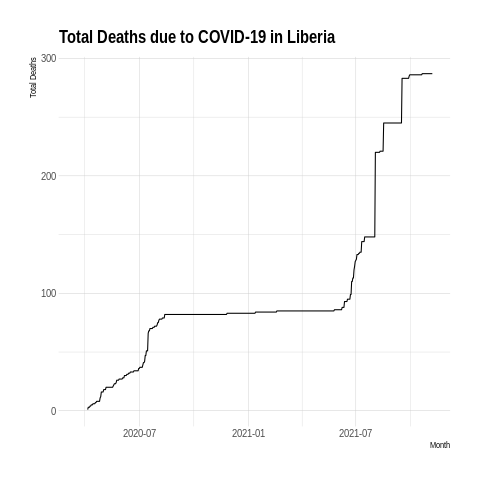 Total Deaths due to COVID-19 in Liberia
Total Deaths
300
200
100
0
2020-07
2021-01
2021-07
Month